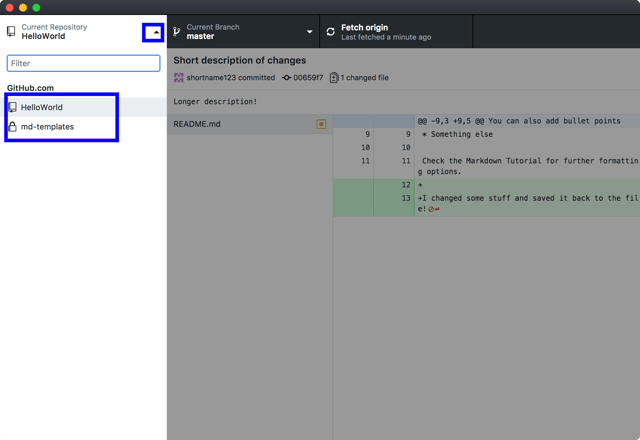 Current Repository
HelloWorld
Current Branch
master
Fetch origin
Last fetched a minute ago
Filter
GitHub.com
HelloWorld
md-templates
Short description of changes
shortname123 committed
00659f7
1 changed file
Longer description!
README.md
@@ -9,3 +9,5 @@ You can also add bullet points
9 9 * Something else
10 10
11 11 Check the Markdown Tutorial for further formattin
g options.
12 +
13 +I changed some stuff and saved it back to the fil
e!